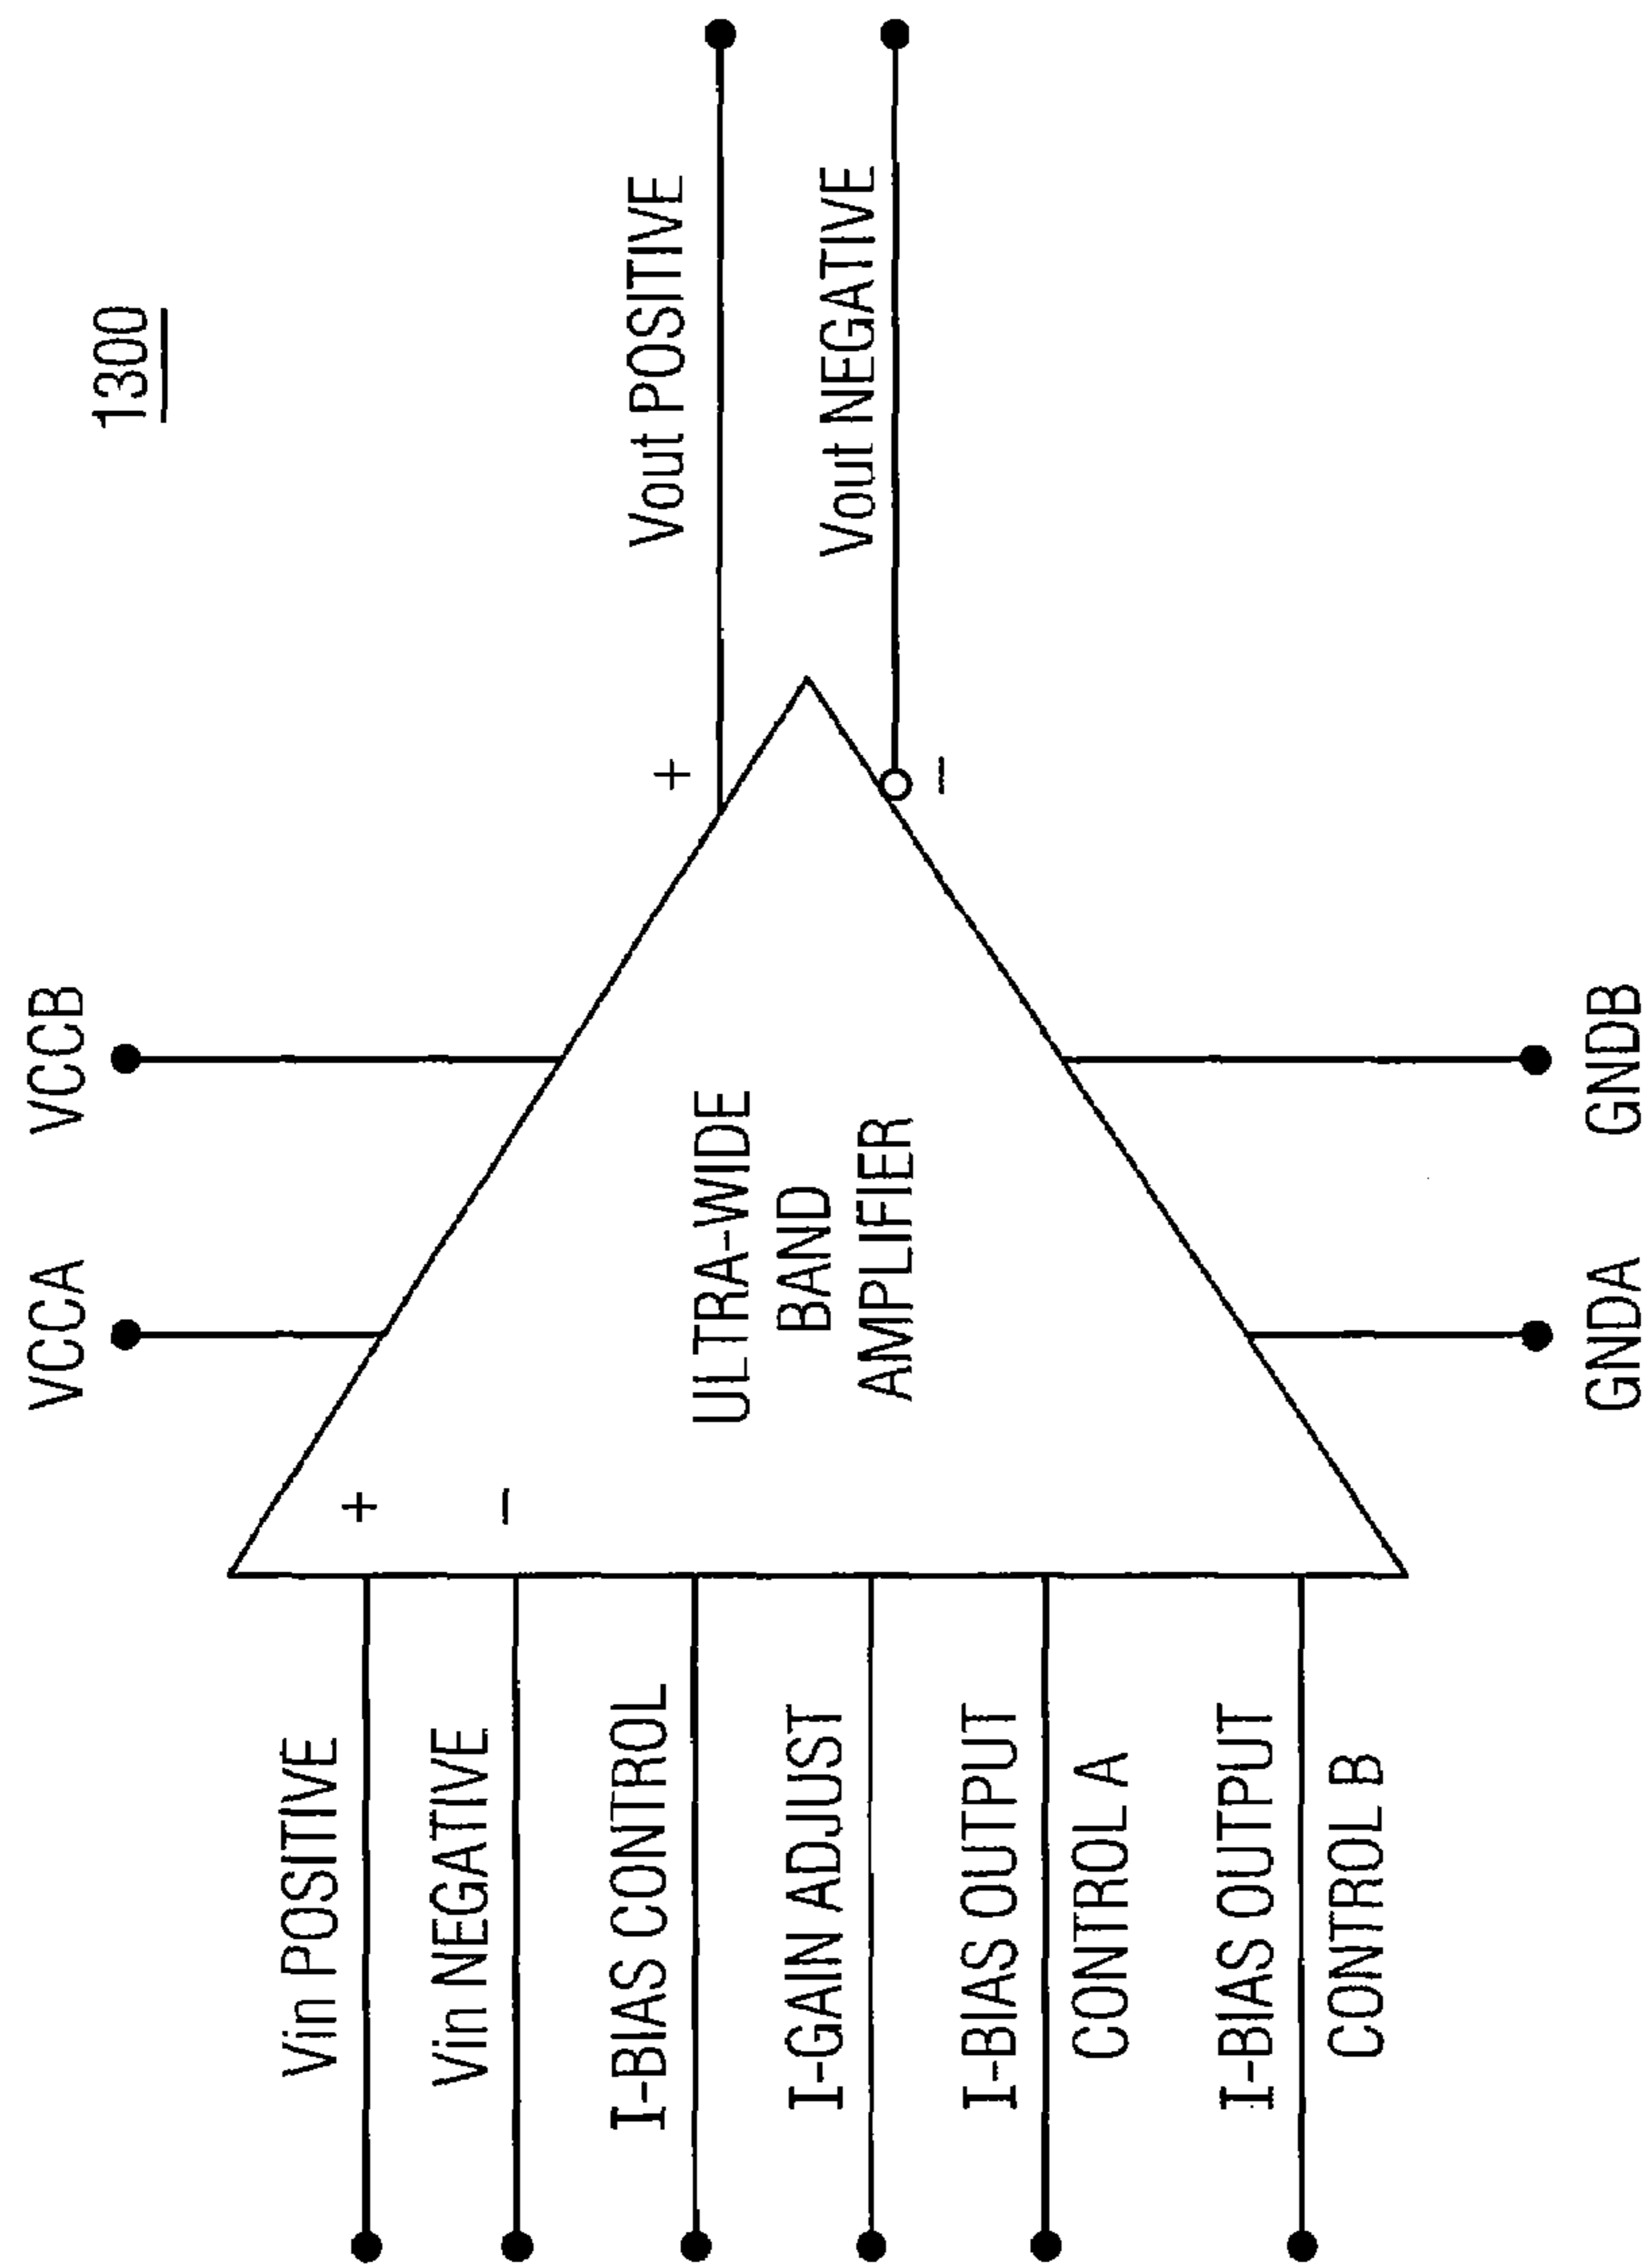 1300
VCCA
VCCB
Vin POSITIVE
Vin NEGATIVE
I-BIAS CONTROL
I-GAIN ADJUST
I-BIAS OUTPUT
CONTROL A
I-BIAS OUTPUT
CONTROL B
+
−
ULTRA-WIDE
BAND
AMPLIFIER
+
−
Vout POSITIVE
Vout NEGATIVE
GNDA
GNDB